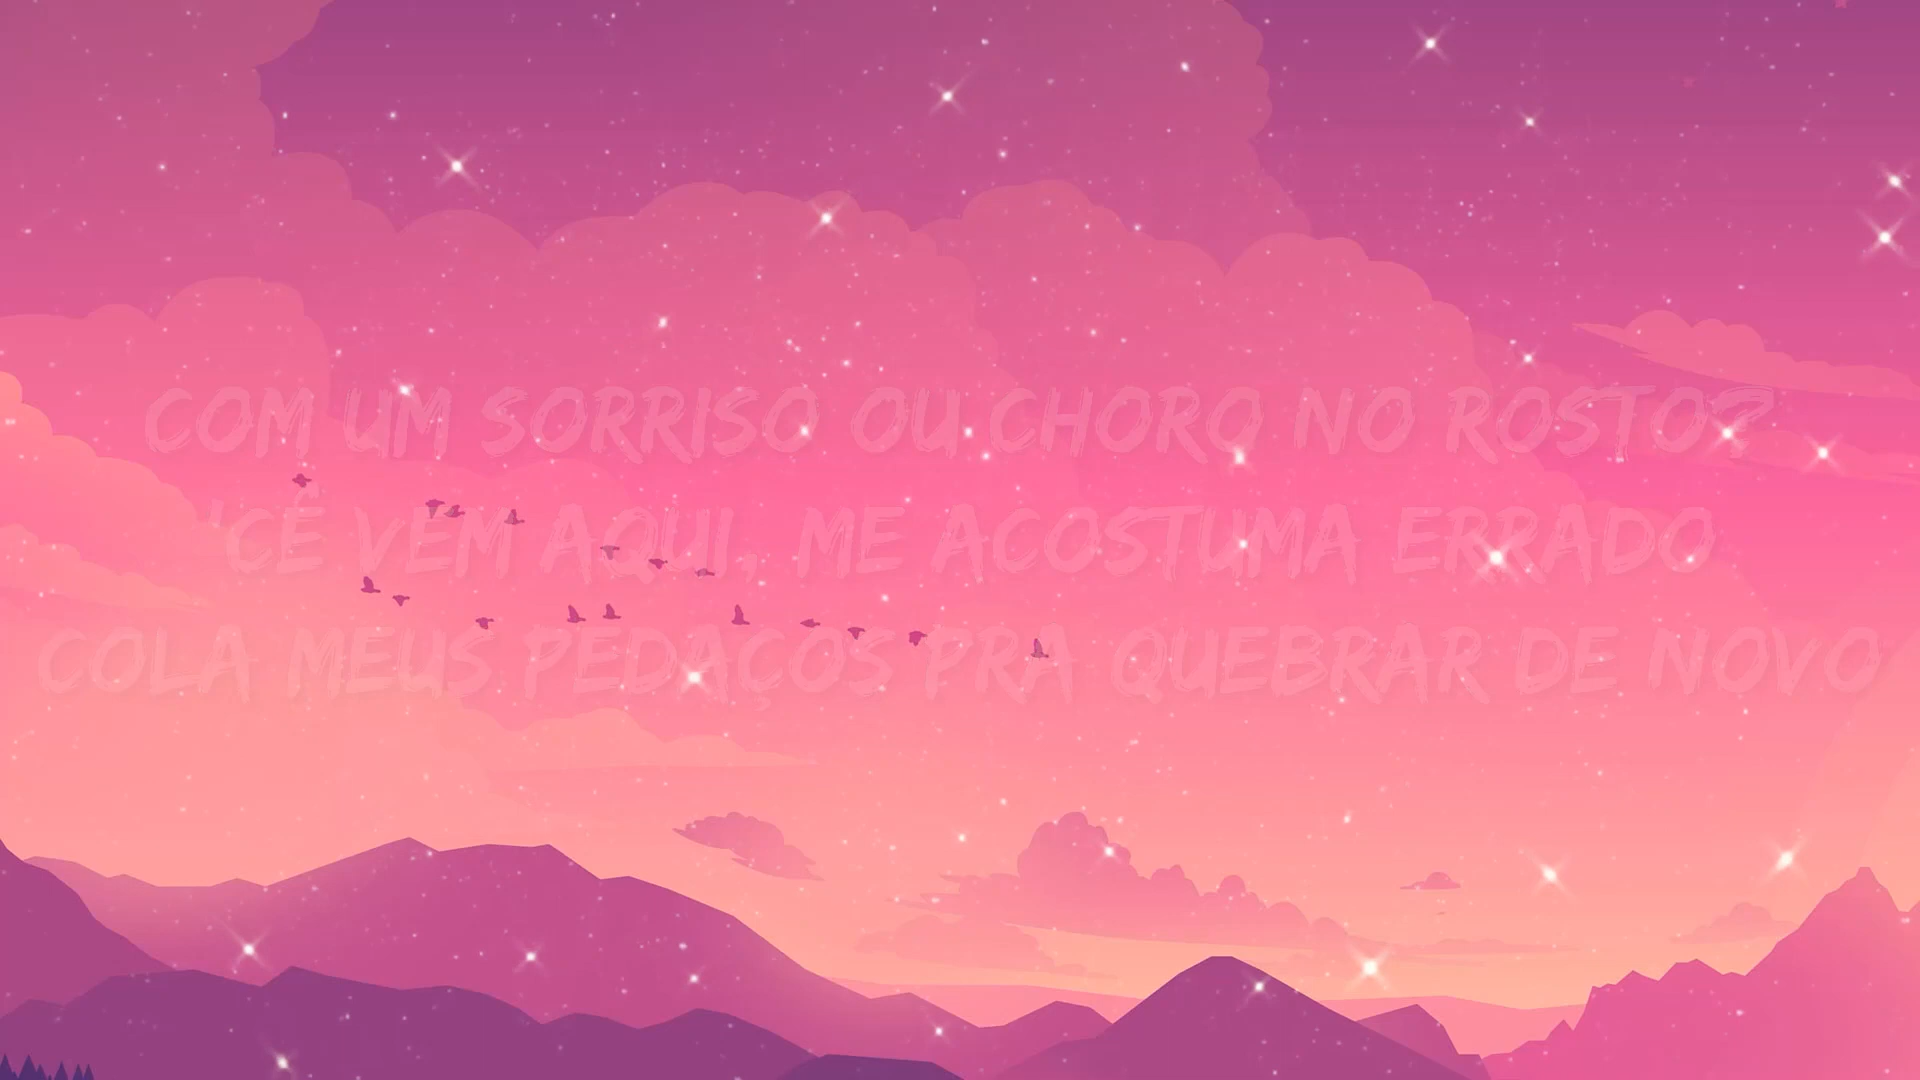 COM UM SORRISO OU CHORO NO ROSTO?
'CÊ VEM AQUI, ME ACOSTUMA ERRADO
COLA MEUS PEDAÇOS PRA QUEBRAR DE NOVO